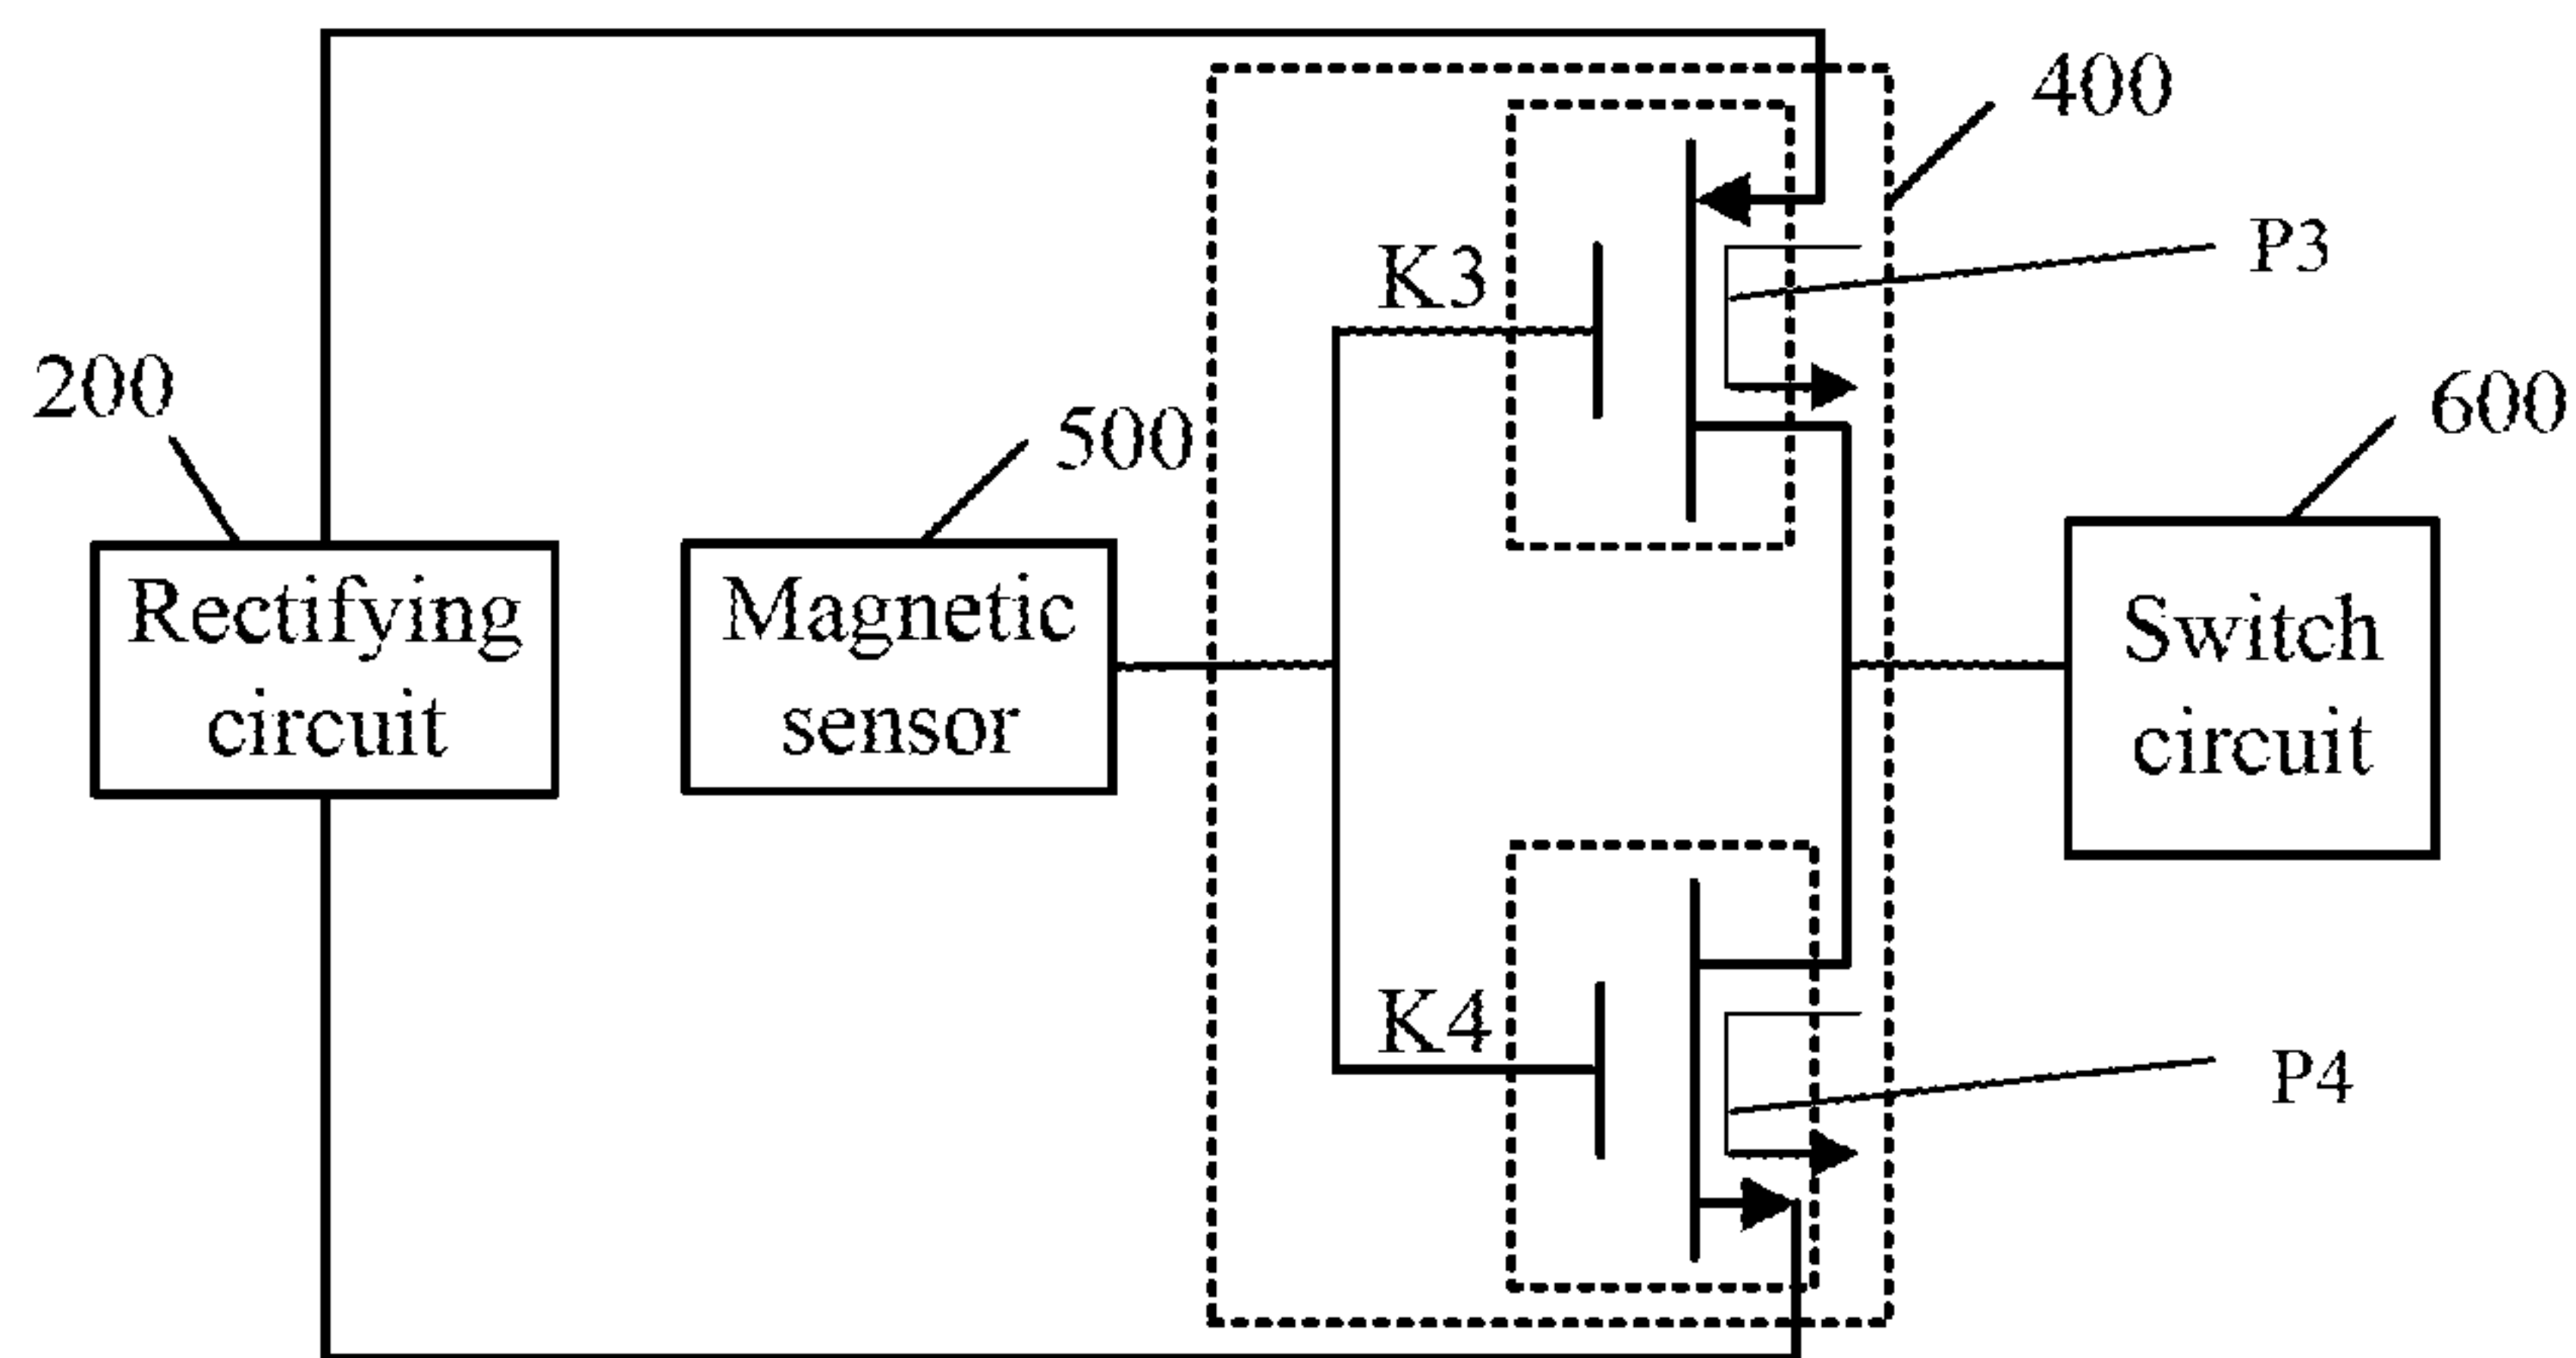 400
K3
P3
200
500
600
Rectifying
circuit
Magnetic
sensor
Switch
circuit
K4
P4